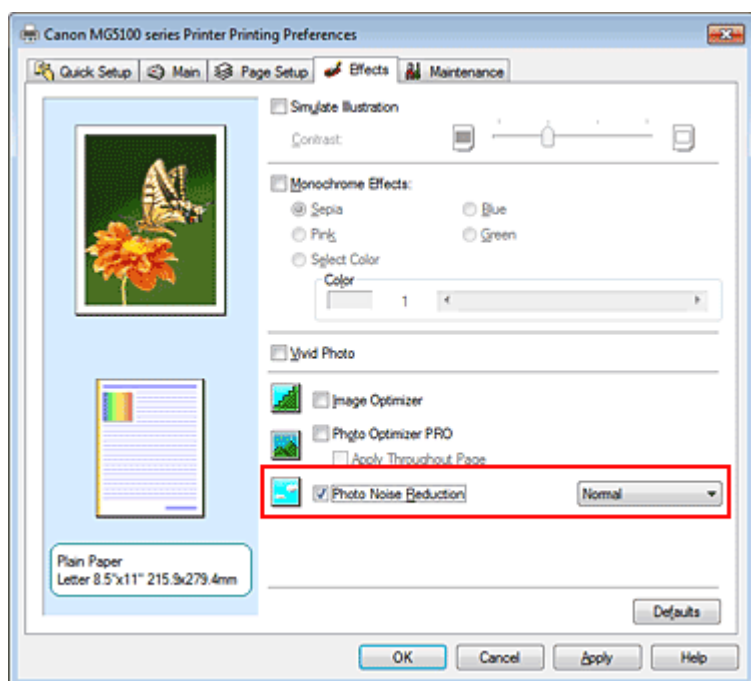 Canon MG5100 series Printer Printing Preferences
Quick Setup Main Page Setup Effects Maintenance
Simulate Illustration
Contrast:
Monochrome Effects:
Sepia Blue
Pink Green
Select Color
Color
1
Vivid Photo
Image Optimizer
Photo Optimizer PRO
Apply Throughout Page
Photo Noise Reduction Normal
Plain Paper
Letter 8.5"x11" 215.9x279.4mm
Defaults
OK Cancel Apply Help